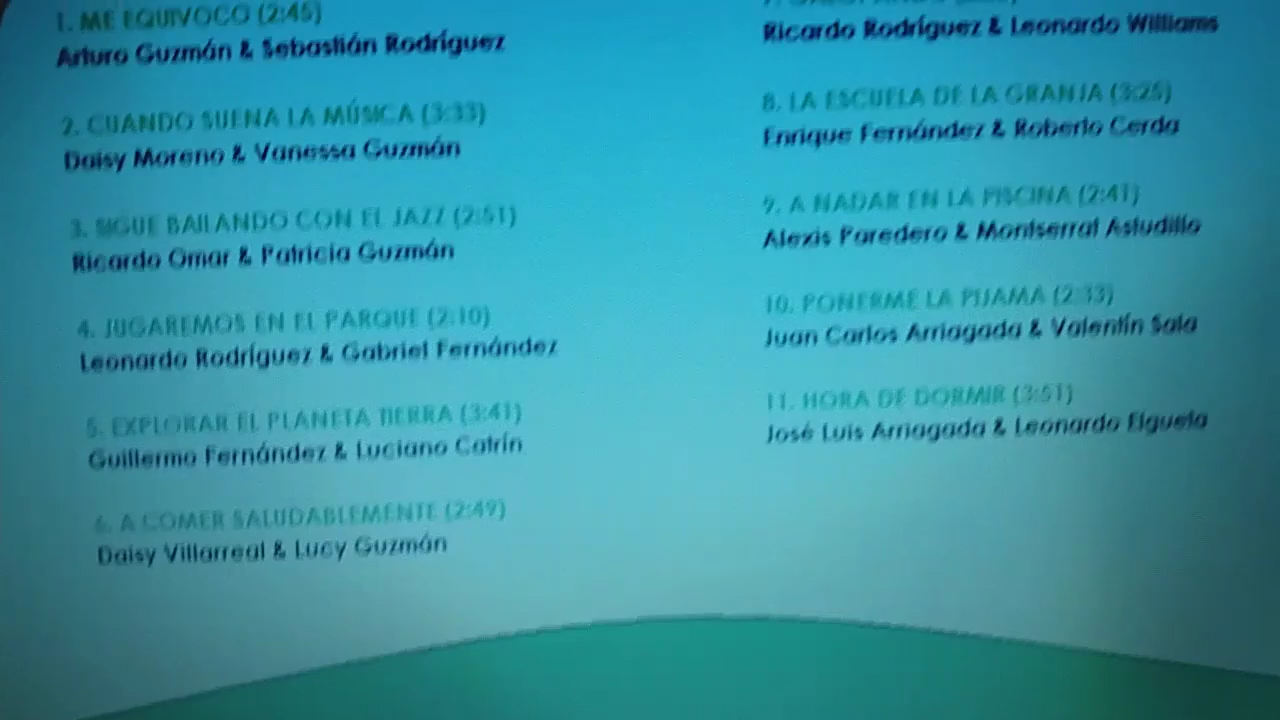 1. ME EQUIVOCO (2:45)
Arturo Guzmán & Sebastián Rodríguez
2. CUANDO SUENA LA MÚSICA (3:33)
Daisy Moreno & Vanessa Guzmán
3. SIGUE BAILANDO CON EL JAZZ (2:51)
Ricardo Omar & Patricia Guzmán
4. JUGAREMOS EN EL PARQUE (2:10)
Leonardo Rodríguez & Gabriel Fernández
5. EXPLORAR EL PLANETA TIERRA (3:41)
Guillermo Fernández & Luciano Catrín
6. A COMER SALUDABLEMENTE (2:49)
Daisy Villarreal & Lucy Guzmán
Ricardo Rodríguez & Leonardo Williams
8. LA ESCUELA DE LA GRANJA (3:25)
Enrique Fernández & Roberto Cerda
9. A NADAR EN LA PISCINA (2:41)
Alexis Paredero & Montserrat Astudillo
10. PONERME LA PIJAMA (2:33)
Juan Carlos Arriagada & Valentín Sala
11. HORA DE DORMIR (3:51)
José Luis Arriagada & Leonardo Elgueta